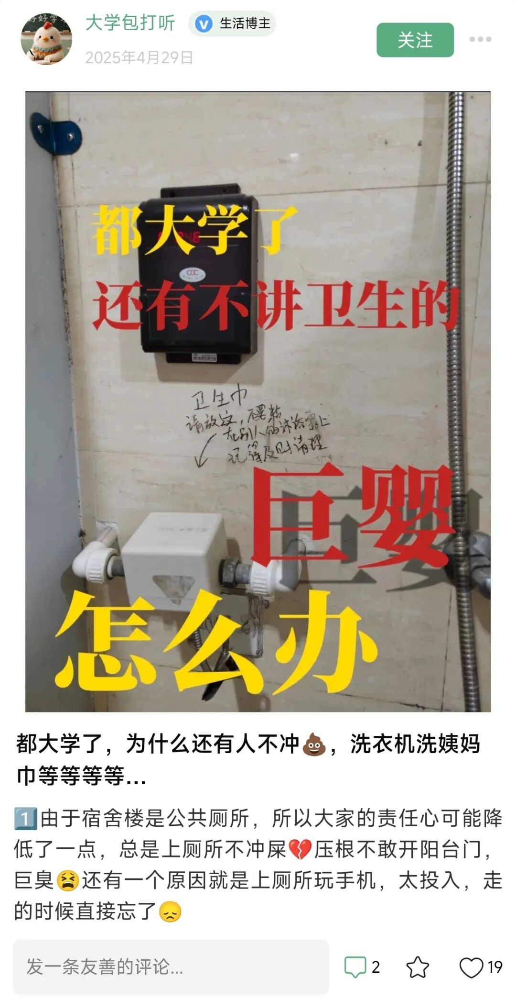 大学包打听
生活博主
关注
2025年4月29日
都大学了
还有不讲卫生的
卫生巾
请放这，不要粘
在别人的沐浴露上
记得及时清理
巨婴
怎么办
都大学了，为什么还有人不冲💩，洗衣机洗姨妈
巾等等等等...
1️⃣由于宿舍楼是公共厕所，所以大家的责任心可能降
低了一点，总是上厕所不冲屎💔压根不敢开阳台门，
巨臭😫还有一个原因就是上厕所玩手机，太投入，走
的时候直接忘了😞
发一条友善的评论...
2
19